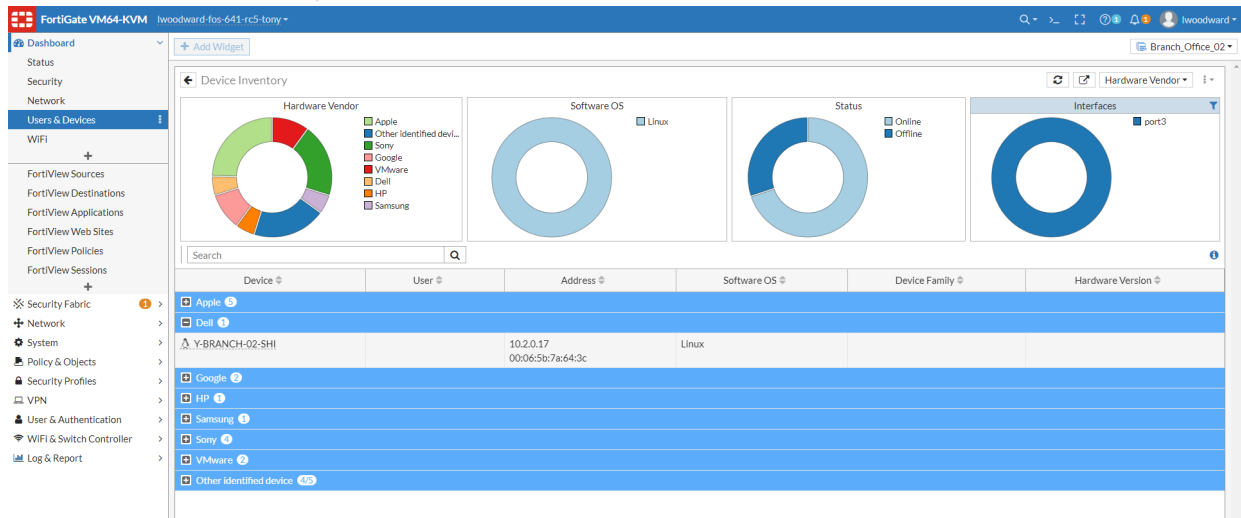 FortiGate VM64-KVM lwoodward-fos-641-rc5-tony
1 1 lwoodward
Dashboard
Status
Security
Network
Users & Devices
WiFi
FortiView Sources
FortiView Destinations
FortiView Applications
FortiView Web Sites
FortiView Policies
FortiView Sessions
Security Fabric 1
Network
System
Policy & Objects
Security Profiles
VPN
User & Authentication
WiFi & Switch Controller
Log & Report
+ Add Widget
Branch_Office_02
Device Inventory
Hardware Vendor
Hardware Vendor
Apple
Other identified devi...
Sony
Google
VMware
Dell
HP
Samsung
Software OS
Linux
Status
Online
Offline
Interfaces
port3
Search
Device User Address Software OS Device Family Hardware Version
Apple 5
Dell 1
Y-BRANCH-02-SHI 10.2.0.17 Linux
00:06:5b:7a:64:3c
Google 2
HP 1
Samsung 1
Sony 4
VMware 2
Other identified device 4/5